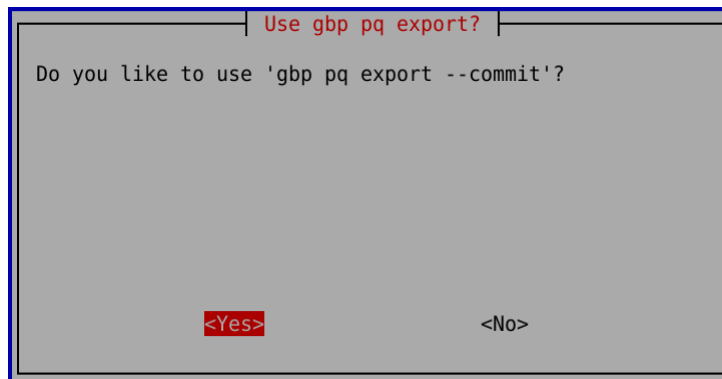 Use gbp pq export?
Do you like to use 'gbp pq export --commit'?
<Yes> <No>